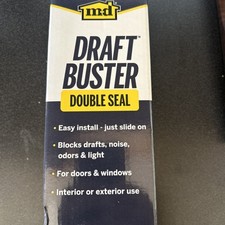 md
DRAFT™
BUSTER
DOUBLE SEAL
• Easy install - just slide on
• Blocks drafts, noise,
odors & light
• For doors & windows
• Interior or exterior use